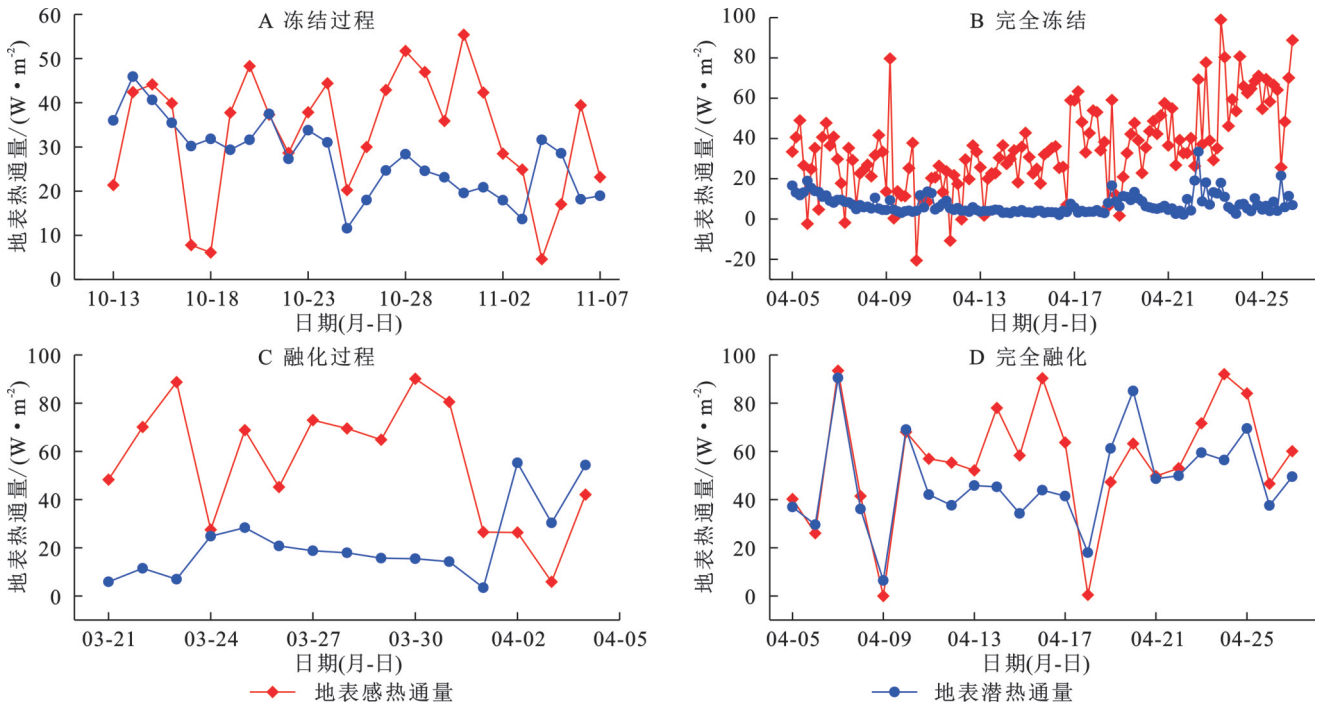 A 冻结过程
地表热通量/(W·m-2)
60
50
40
30
20
10
0
10-13 10-18 10-23 10-28 11-02 11-07
日期(月-日)
B 完全冻结
地表热通量/(W·m-2)
100
80
60
40
20
0
-20
04-05 04-09 04-13 04-17 04-21 04-25
日期(月-日)
C 融化过程
地表热通量/(W·m-2)
100
80
60
40
20
0
03-21 03-24 03-27 03-30 04-02 04-05
日期(月-日)
D 完全融化
地表热通量/(W·m-2)
100
80
60
40
20
0
04-05 04-09 04-13 04-17 04-21 04-25
日期(月-日)
地表感热通量 地表潜热通量